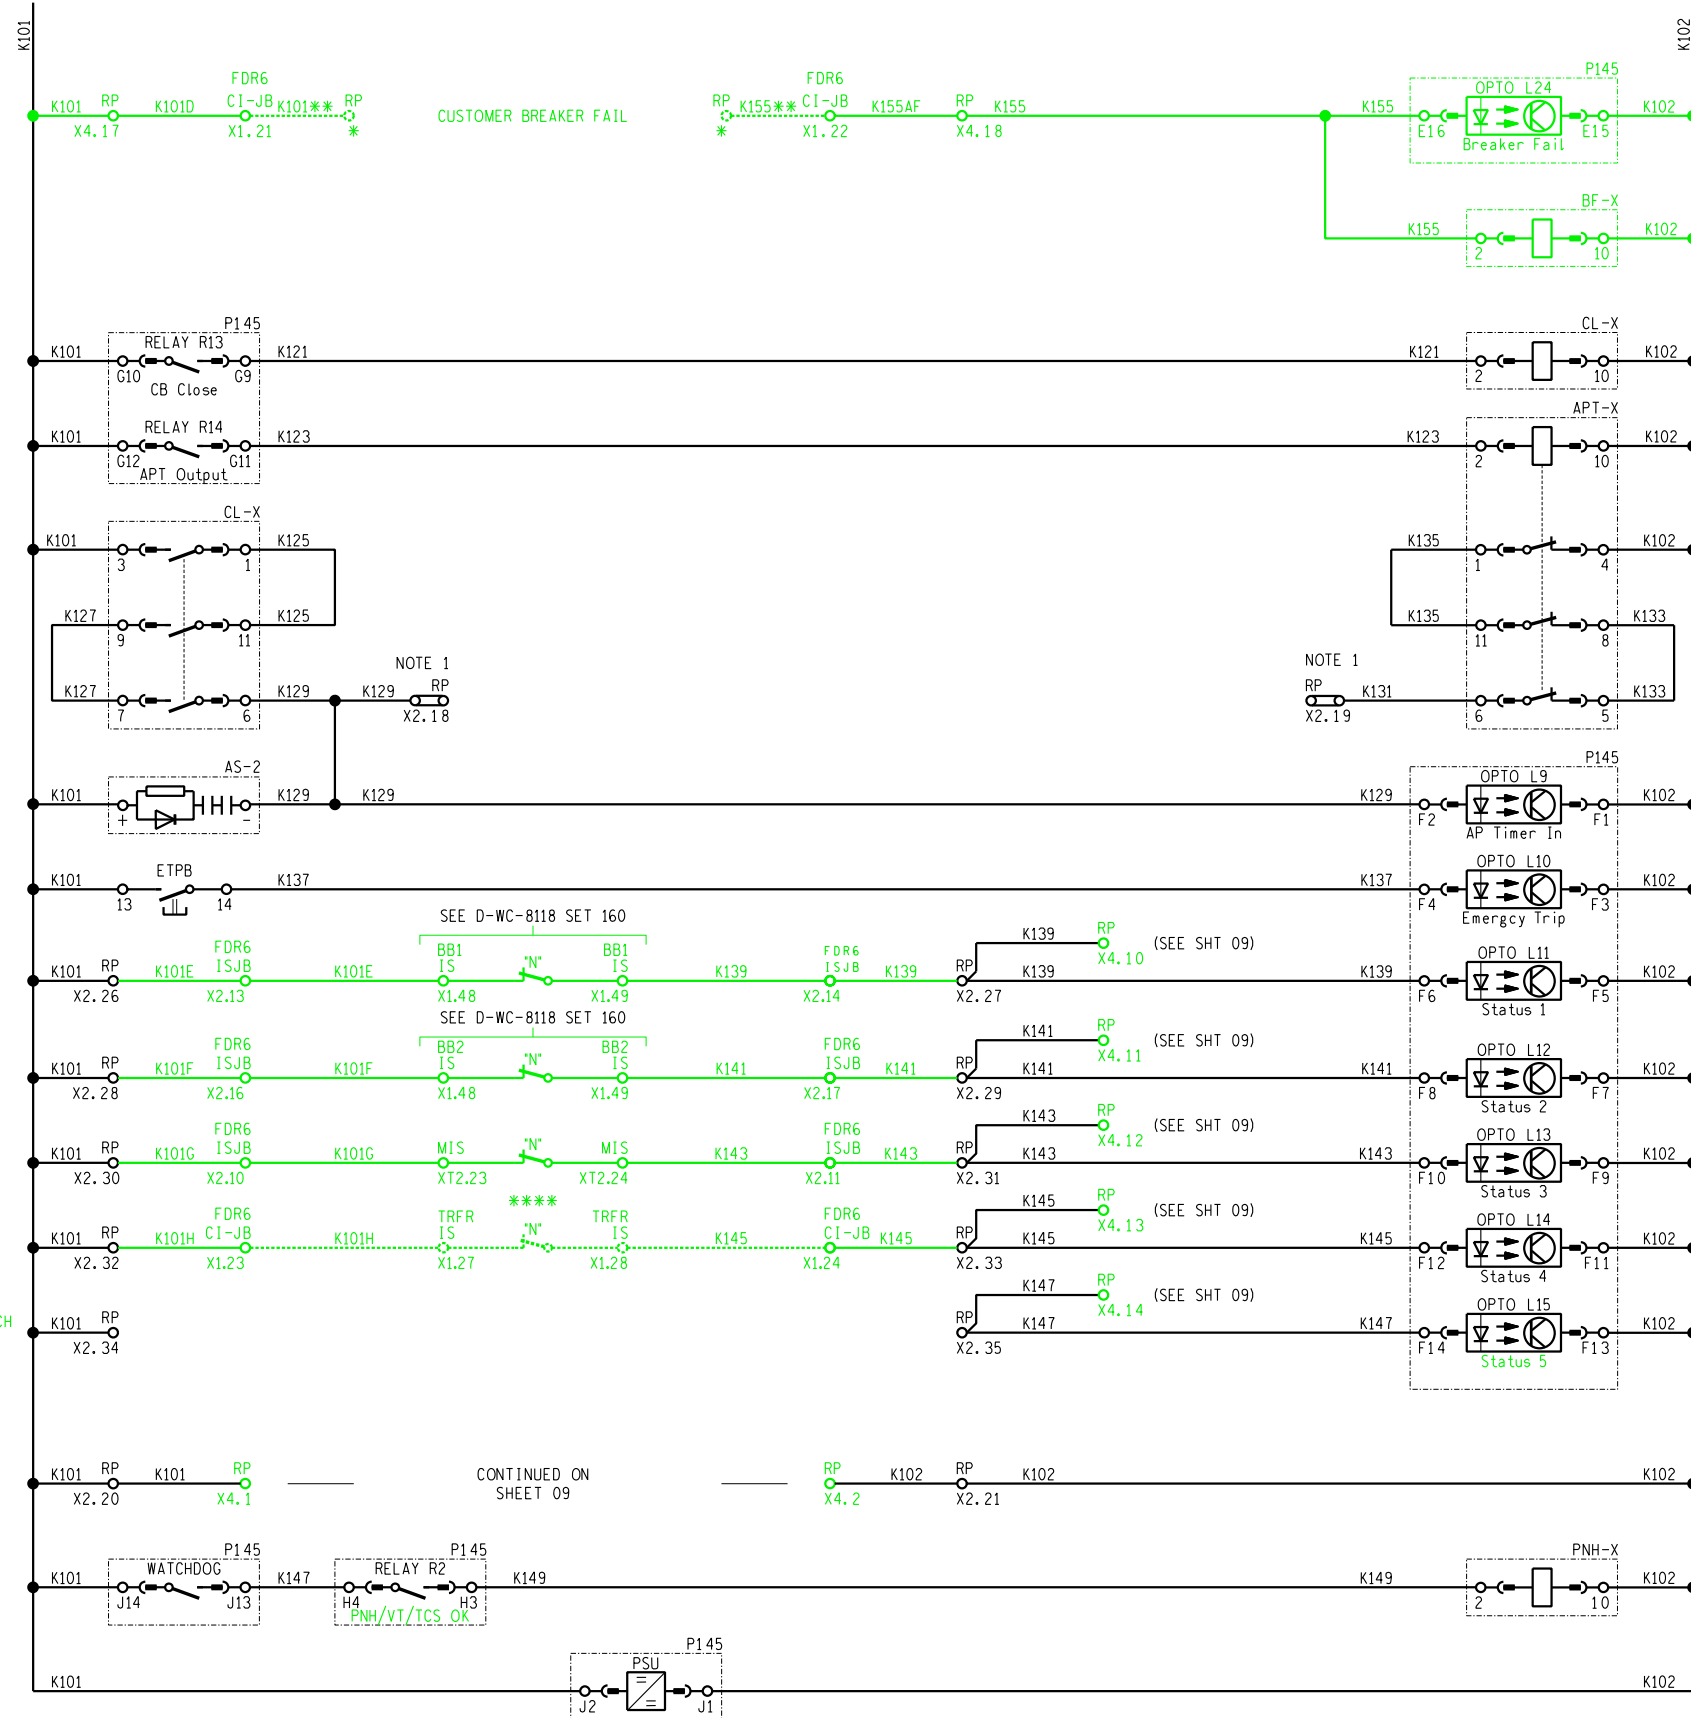 K101
K102
FDR6
FDR6
P145
K101 RP K101D CI-JB K101** RP
CUSTOMER BREAKER FAIL
RP K155** CI-JB K155AF RP K155
K155
OPTO L24
K102
X4.17
X1.21
*
*
X1.22
X4.18
E16
E15
Breaker Fail
BF-X
K155
K102
2
10
P145
CL-X
K101
RELAY R13
K121
K121
K102
G10
G9
2
10
CB Close
APT-X
K101
RELAY R14
K123
K123
K102
G12
G11
2
10
APT Output
CL-X
K101
K125
K135
K102
3
1
1
4
K127
K125
K135
K133
9
11
11
8
NOTE 1
NOTE 1
K127
K129
K129
RP
RP
K131
K133
7
6
X2.18
X2.19
6
5
AS-2
P145
OPTO L9
K101
K129
K129
K129
K102
+
-
F2
F1
AP Timer In
ETPB
OPTO L10
K101
K137
K137
K102
13
14
F4
F3
Emergcy Trip
SEE D-WC-8118 SET 160
K139
RP
X4.10
(SEE SHT 09)
FDR6
ISJB
BB1
IS
"N"
BB1
IS
FDR6
ISJB
OPTO L11
K101 RP K101E
K101E
K139
K139
RP
K139
K139
K102
X2.26
X2.13
X1.48
X1.49
X2.14
X2.27
F6
F5
Status 1
SEE D-WC-8118 SET 160
K141
RP
X4.11
(SEE SHT 09)
FDR6
ISJB
BB2
IS
"N"
BB2
IS
FDR6
ISJB
OPTO L12
K101 RP K101F
K101F
K141
K141
RP
K141
K141
K102
X2.28
X2.16
X1.48
X1.49
X2.17
X2.29
F8
F7
Status 2
K143
RP
X4.12
(SEE SHT 09)
FDR6
ISJB
MIS
"N"
MIS
FDR6
ISJB
OPTO L13
K101 RP K101G
K101G
K143
K143
RP
K143
K143
K102
X2.30
X2.10
XT2.23
XT2.24
X2.11
X2.31
F10
F9
Status 3
****
K145
RP
X4.13
(SEE SHT 09)
FDR6
CI-JB
TRFR
IS
"N"
TRFR
IS
FDR6
CI-JB
OPTO L14
K101 RP K101H
K101H
K145
K145
RP
K145
K145
K102
X2.32
X1.23
X1.27
X1.28
X1.24
X2.33
F12
F11
Status 4
K147
RP
X4.14
(SEE SHT 09)
OPTO L15
CH
K101 RP
RP
K147
K147
K102
X2.34
X2.35
F14
F13
Status 5
K101 RP K101 RP
CONTINUED ON
SHEET 09
RP K102 RP K102
K102
X2.20
X4.1
X4.2
X2.21
P145
P145
PNH-X
K101
WATCHDOG
K147
RELAY R2
K149
K149
K102
J14
J13
H4
H3
2
10
PNH/VT/TCS OK
P145
K101
PSU
K102
J2
J1